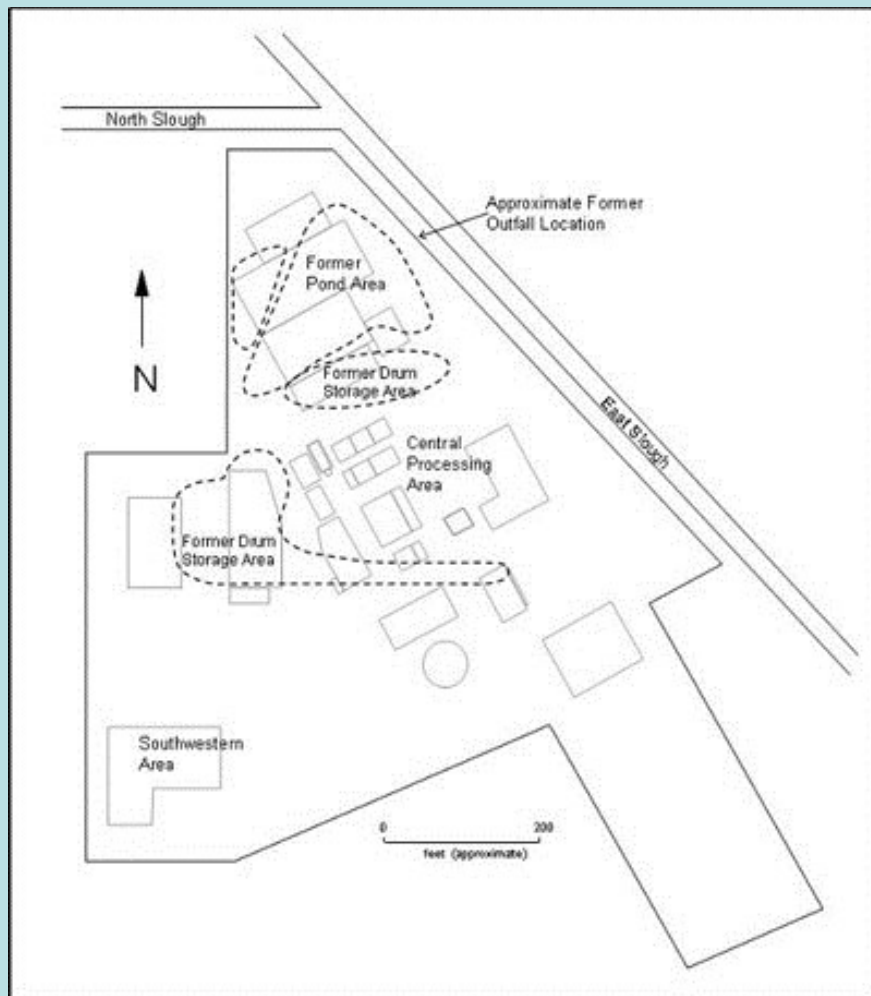 North Slough
Approximate Former
Outfall Location
Former
Pond Area
N
Former Drum
Storage Area
East Slough
Central
Processing
Area
Former Drum
Storage Area
Southwestern
Area
0 200
feet (approximate)